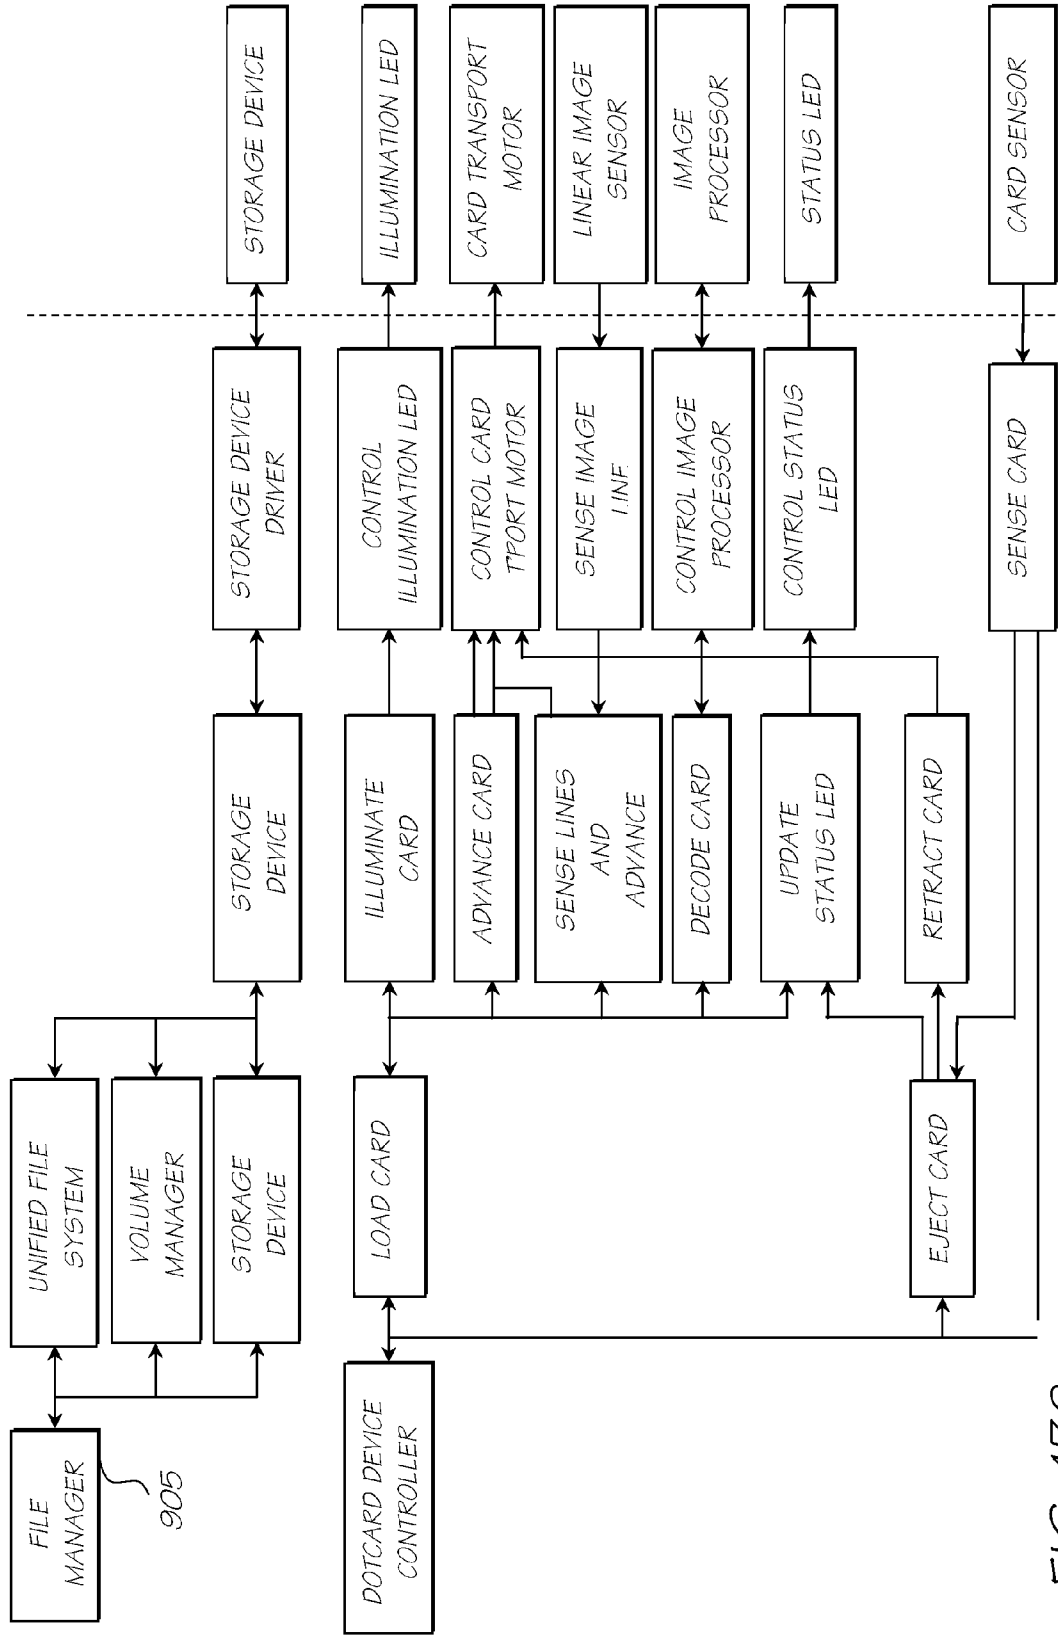 FILE
MANAGER
905
UNIFIED FILE
SYSTEM
VOLUME
MANAGER
STORAGE
DEVICE
STORAGE
DEVICE
STORAGE DEVICE
DRIVER
STORAGE DEVICE
DOTCARD DEVICE
CONTROLLER
LOAD CARD
ILLUMINATE
CARD
CONTROL
ILLUMINATION LED
ILLUMINATION LED
ADVANCE CARD
CONTROL CARD
T'PORT MOTOR
CARD TRANSPORT
MOTOR
SENSE LINES
AND
ADVANCE
SENSE IMAGE
LINE
LINEAR IMAGE
SENSOR
DECODE CARD
CONTROL IMAGE
PROCESSOR
IMAGE
PROCESSOR
UPDATE
STATUS LED
CONTROL STATUS
LED
STATUS LED
EJECT CARD
RETRACT CARD
SENSE CARD
CARD SENSOR
FIG.